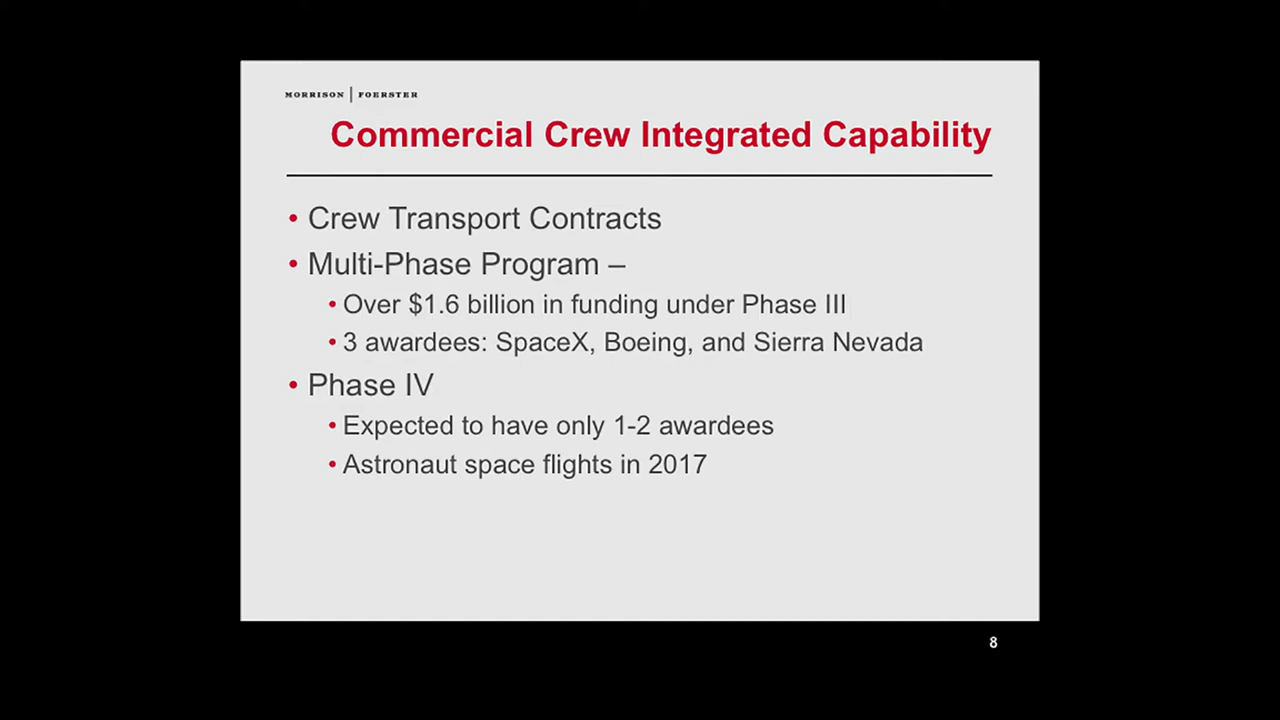 MORRISON | FOERSTER
Commercial Crew Integrated Capability
• Crew Transport Contracts
• Multi-Phase Program –
• Over $1.6 billion in funding under Phase III
• 3 awardees: SpaceX, Boeing, and Sierra Nevada
• Phase IV
• Expected to have only 1-2 awardees
• Astronaut space flights in 2017
8